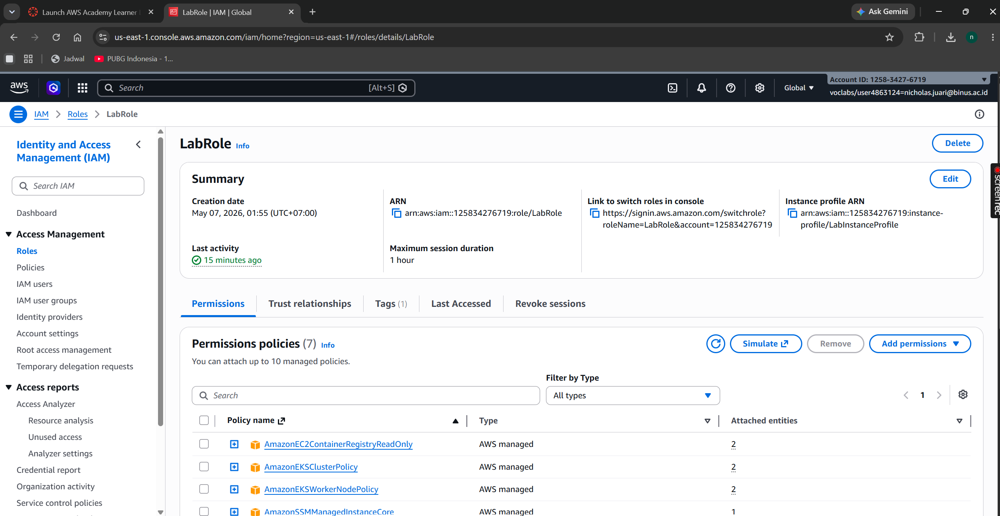 Launch AWS Academy Learner L
LabRole | IAM | Global
Ask Gemini
us-east-1.console.aws.amazon.com/iam/home?region=us-east-1#/roles/details/LabRole
n
Jadwal
PUBG Indonesia - 1...
aws
Search
[Alt+S]
Global
Account ID: 1258-3427-6719
voclabs/user4863124=nicholas.juari@binus.ac.id
IAM
Roles
LabRole
Identity and Access
Management (IAM)
Search IAM
Dashboard
Access Management
Roles
Policies
IAM users
IAM user groups
Identity providers
Account settings
Root access management
Temporary delegation requests
Access reports
Access Analyzer
Resource analysis
Unused access
Analyzer settings
Credential report
Organization activity
Service control policies
LabRole Info
Delete
Summary
Edit
Creation date
May 07, 2026, 01:55 (UTC+07:00)
ARN
arn:aws:iam::125834276719:role/LabRole
Link to switch roles in console
https://signin.aws.amazon.com/switchrole?
roleName=LabRole&account=125834276719
Instance profile ARN
arn:aws:iam::125834276719:instance-
profile/LabInstanceProfile
Last activity
15 minutes ago
Maximum session duration
1 hour
screenrec
Permissions
Trust relationships
Tags (1)
Last Accessed
Revoke sessions
Permissions policies (7) Info
Simulate
Remove
Add permissions
You can attach up to 10 managed policies.
Filter by Type
Search
All types
1
Policy name
Type
Attached entities
AmazonEC2ContainerRegistryReadOnly
AWS managed
2
AmazonEKSClusterPolicy
AWS managed
2
AmazonEKSWorkerNodePolicy
AWS managed
2
AmazonSSMManagedInstanceCore
AWS managed
1